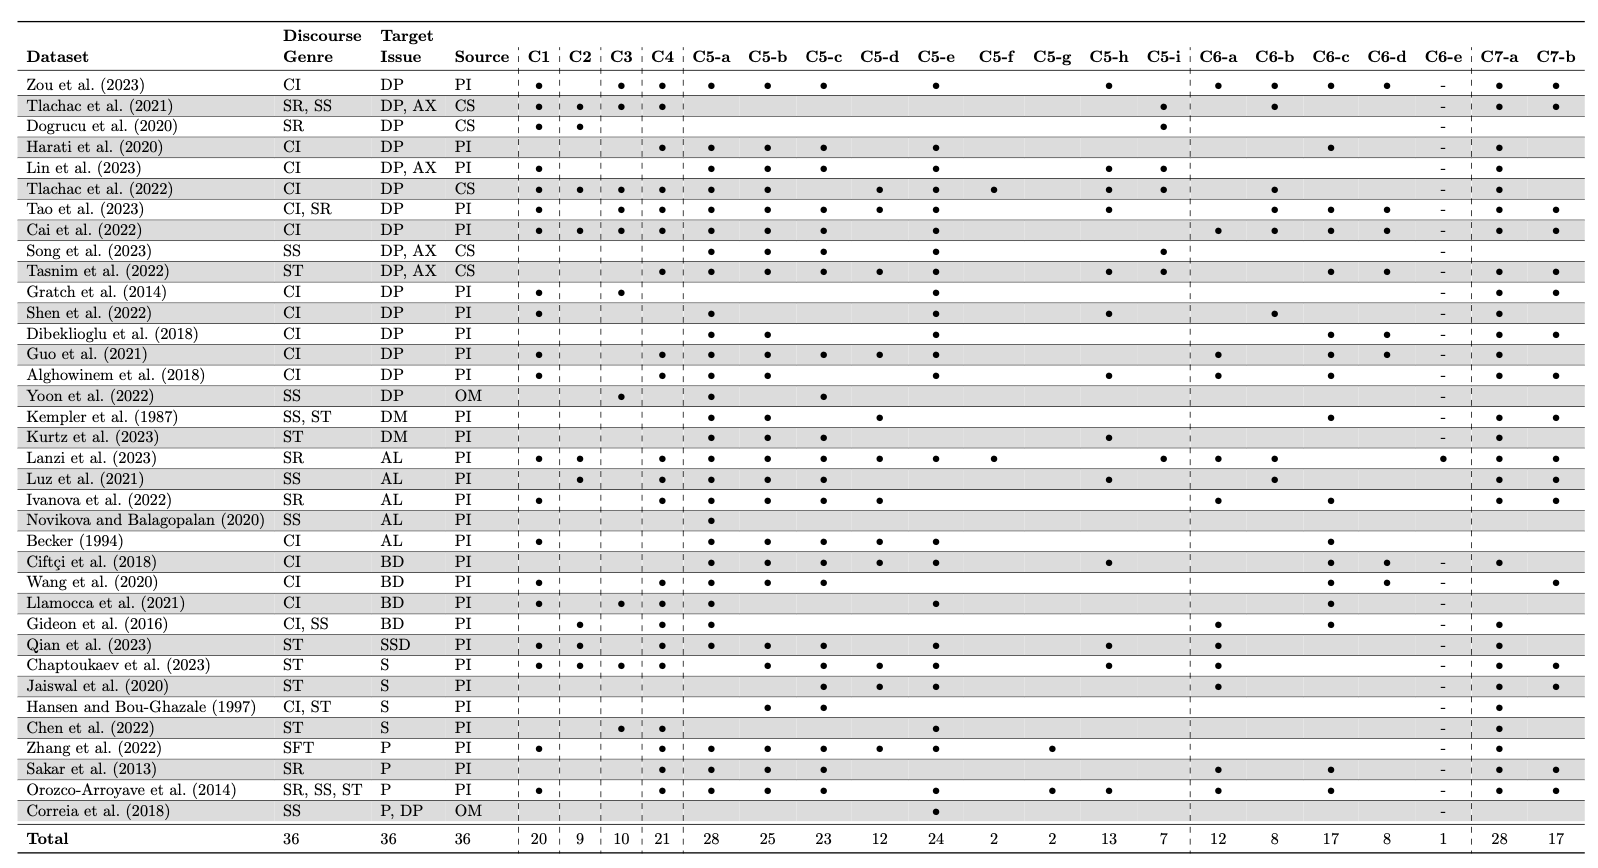 Discourse Target
Dataset Genre Issue Source C1 C2 C3 C4 C5-a C5-b C5-c C5-d C5-e C5-f C5-g C5-h C5-i C6-a C6-b C6-c C6-d C6-e C7-a C7-b
Zou et al. (2023) CI DP PI • • • • • • • • • • • • - • •
Tlachac et al. (2021) SR, SS DP, AX CS • • • • • • - • •
Dogrucu et al. (2020) SR DP CS • • • -
Harati et al. (2020) CI DP PI • • • • • • - •
Lin et al. (2023) CI DP, AX PI • • • • • • • - •
Tlachac et al. (2022) CI DP CS • • • • • • • • • • • • - •
Tao et al. (2023) CI, SR DP PI • • • • • • • • • • • • - • •
Cai et al. (2022) CI DP PI • • • • • • • • • • • • - • •
Song et al. (2023) SS DP, AX CS • • • • • -
Tasnim et al. (2022) ST DP, AX CS • • • • • • • • • • - • •
Gratch et al. (2014) CI DP PI • • • - • •
Shen et al. (2022) CI DP PI • • • • • - •
Dibeklioglu et al. (2018) CI DP PI • • • • • - • •
Guo et al. (2021) CI DP PI • • • • • • • • • • - •
Alghowinem et al. (2018) CI DP PI • • • • • • • • - • •
Yoon et al. (2022) SS DP OM • • • -
Kempler et al. (1987) SS, ST DM PI • • • • - • •
Kurtz et al. (2023) ST DM PI • • • • - •
Lanzi et al. (2023) SR AL PI • • • • • • • • • • • • • • •
Luz et al. (2021) SS AL PI • • • • • • • - • •
Ivanova et al. (2022) SR AL PI • • • • • • • • - • •
Novikova and Balagopalan (2020) SS AL PI •
Becker (1994) CI AL PI • • • • • • •
Ciftçi et al. (2018) CI BD PI • • • • • • • • - •
Wang et al. (2020) CI BD PI • • • • • • • - •
Llamocca et al. (2021) CI BD PI • • • • • • -
Gideon et al. (2016) CI, SS BD PI • • • • • - •
Qian et al. (2023) ST SSD PI • • • • • • • • • - •
Chaptoukaev et al. (2023) ST S PI • • • • • • • • • • - • •
Jaiswal et al. (2020) ST S PI • • • • - • •
Hansen and Bou-Ghazale (1997) CI, ST S PI • • - •
Chen et al. (2022) ST S PI • • • - •
Zhang et al. (2022) SFT P PI • • • • • • • • - •
Sakar et al. (2013) SR P PI • • • • • • - • •
Orozco-Arroyave et al. (2014) SR, SS, ST P PI • • • • • • • • • • - • •
Correia et al. (2018) SS P, DP OM • -
Total 36 36 36 20 9 10 21 28 25 23 12 24 2 2 13 7 12 8 17 8 1 28 17